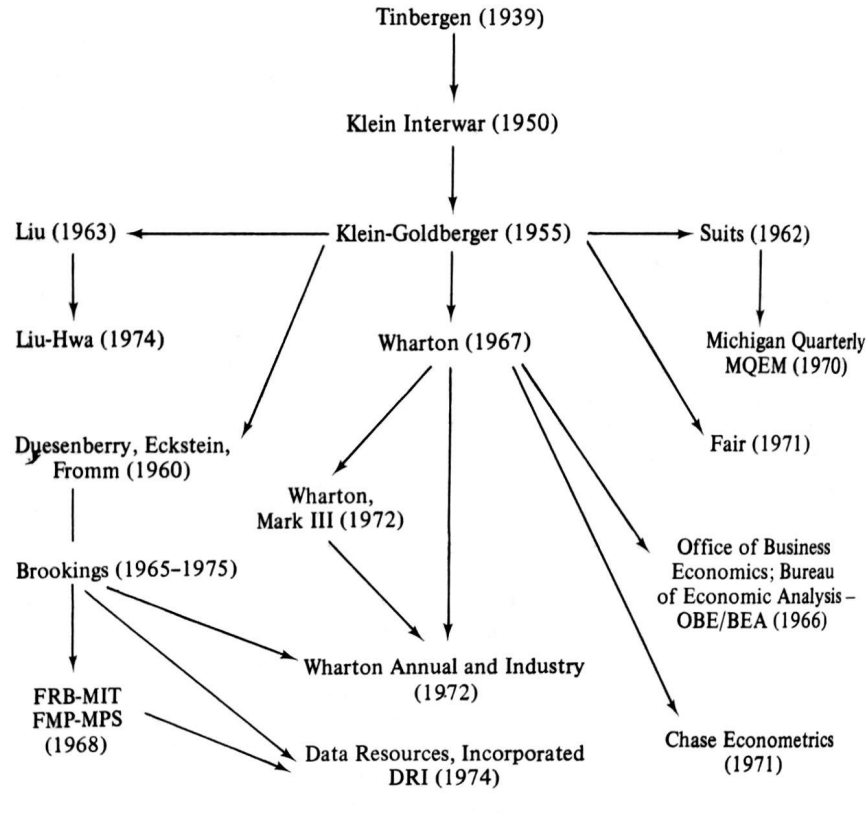 Tinbergen (1939)
Klein Interwar (1950)
Liu (1963)
Klein-Goldberger (1955)
Suits (1962)
Liu-Hwa (1974)
Wharton (1967)
Michigan Quarterly
MQEM (1970)
Duesenberry, Eckstein,
Fromm (1960)
Fair (1971)
Wharton,
Mark III (1972)
Office of Business
Economics; Bureau
of Economic Analysis–
OBE/BEA (1966)
Brookings (1965–1975)
Wharton Annual and Industry
(1972)
FRB-MIT
FMP-MPS
(1968)
Data Resources, Incorporated
DRI (1974)
Chase Econometrics
(1971)